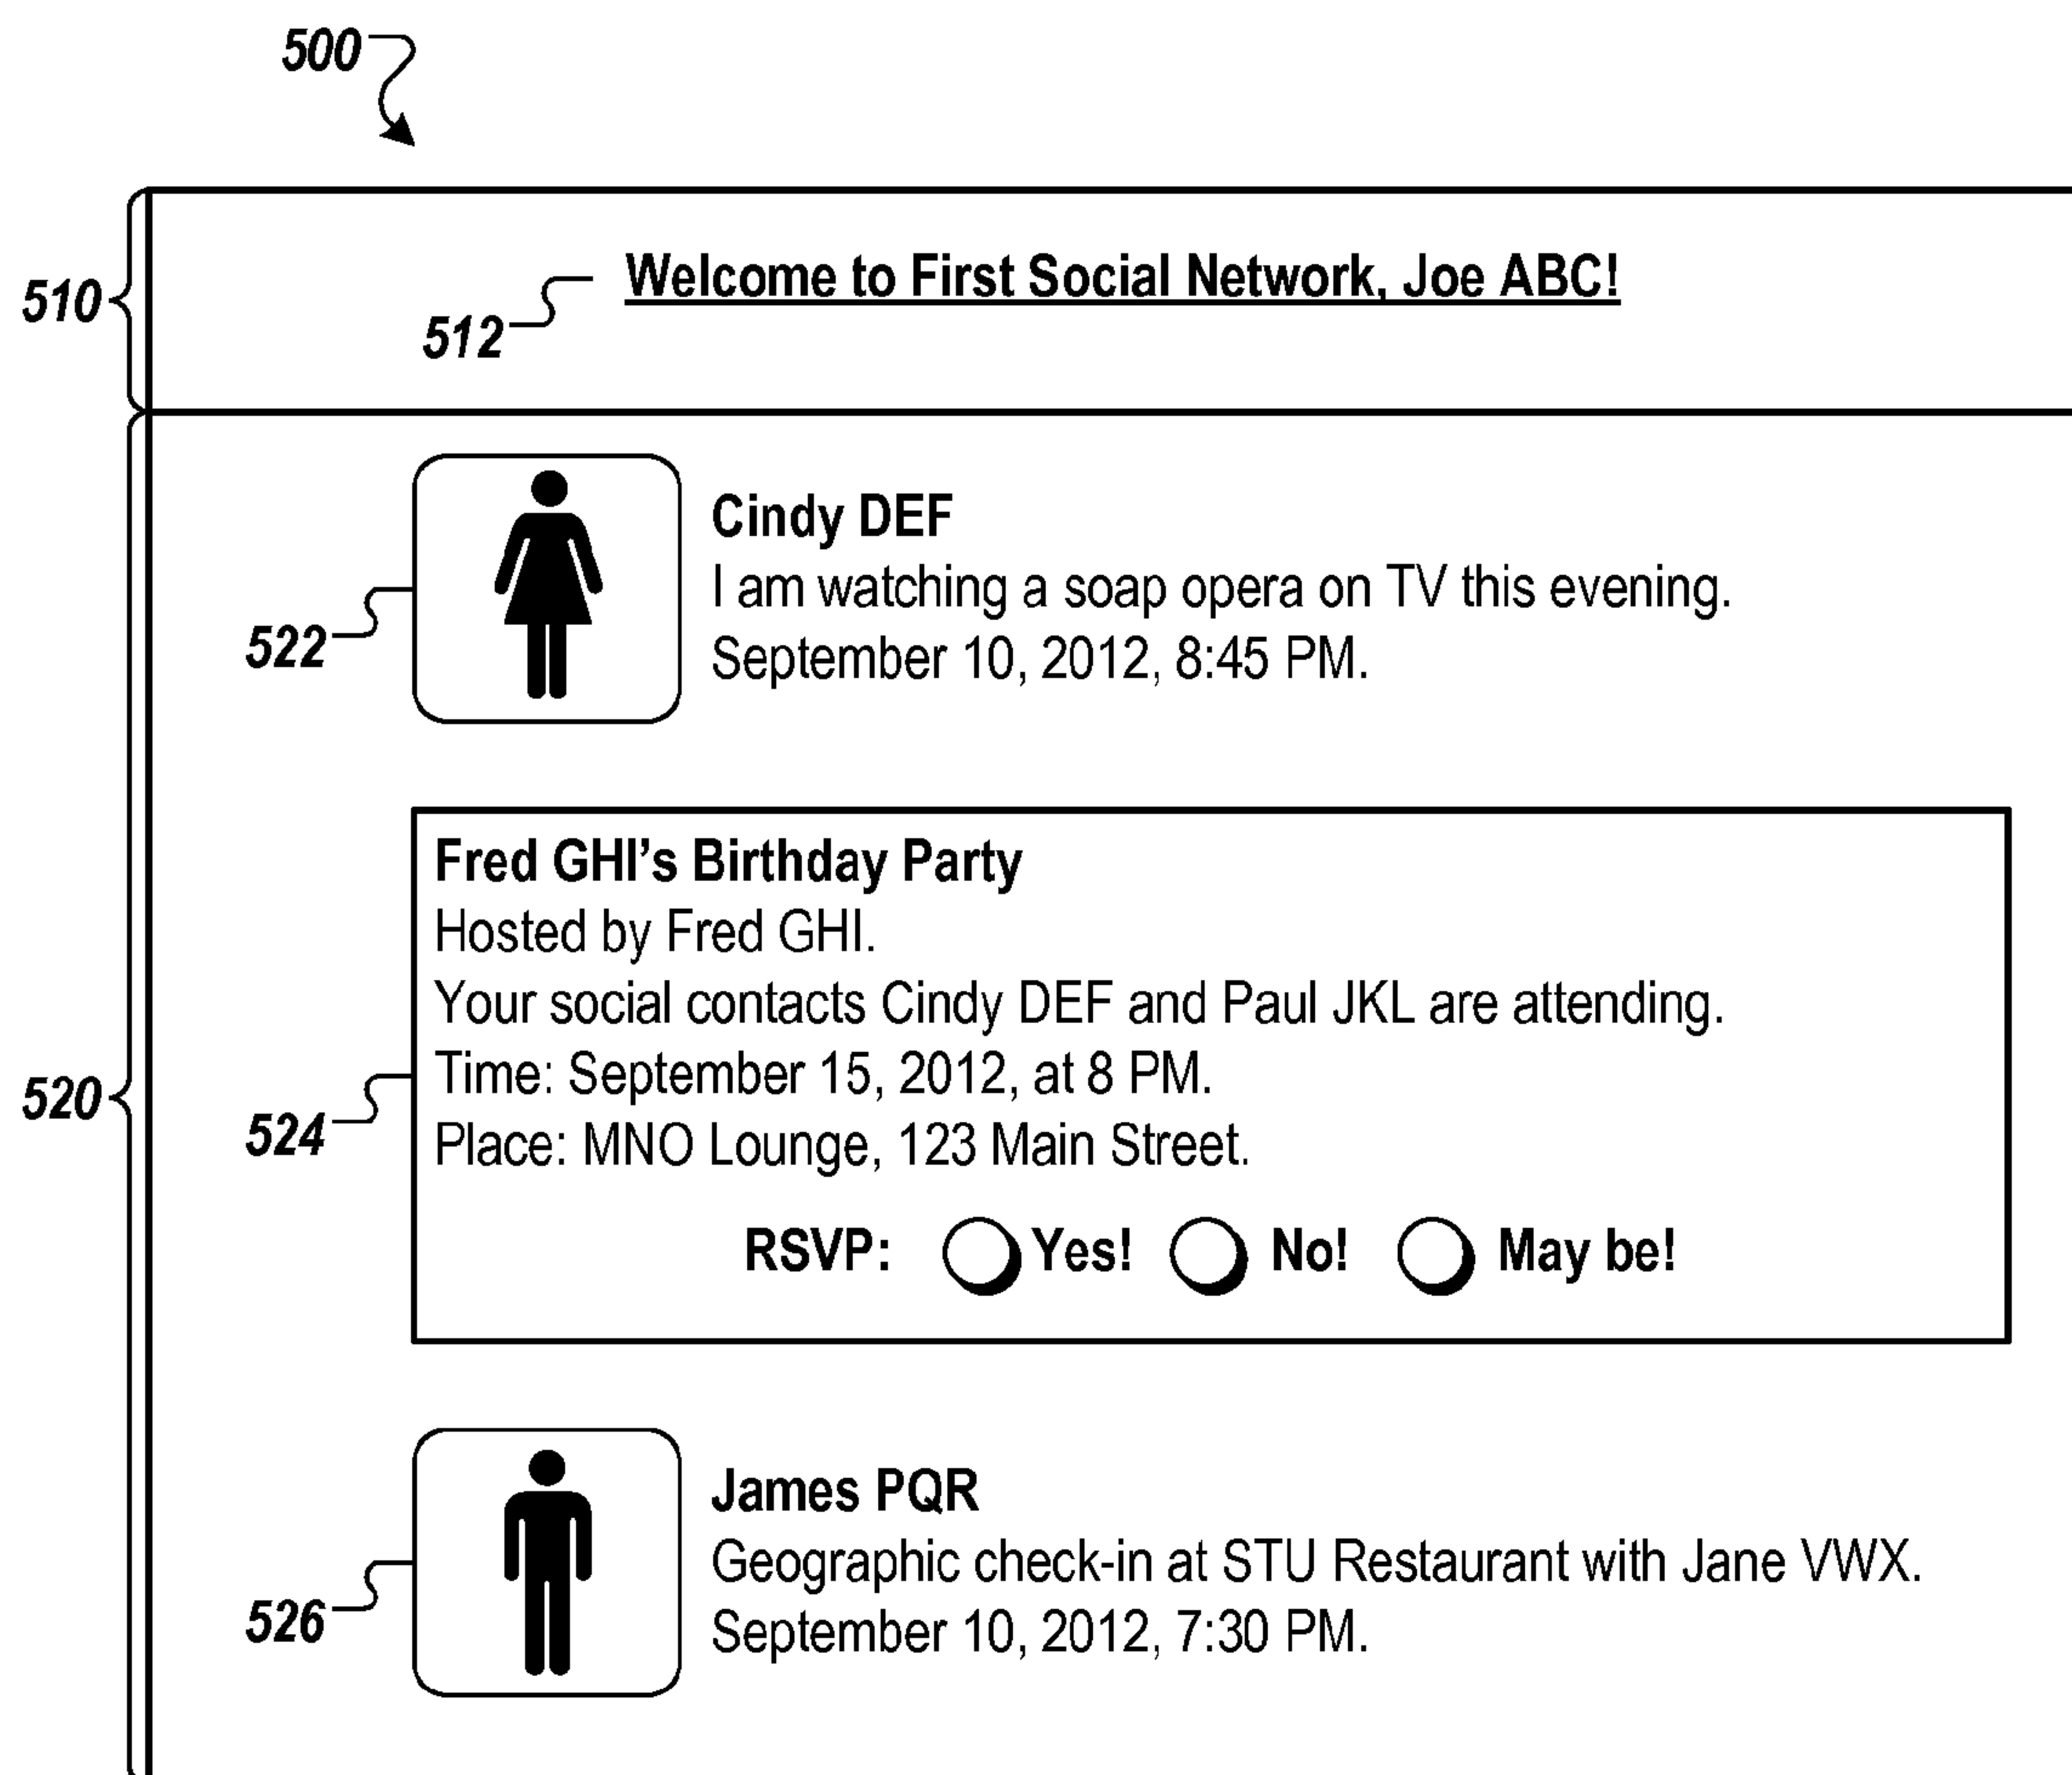 500
510
Welcome to First Social Network, Joe ABC!
512
Cindy DEF
I am watching a soap opera on TV this evening.
September 10, 2012, 8:45 PM.
522
520
Fred GHI's Birthday Party
Hosted by Fred GHI.
Your social contacts Cindy DEF and Paul JKL are attending.
Time: September 15, 2012, at 8 PM.
Place: MNO Lounge, 123 Main Street.
RSVP: Yes! No! May be!
524
James PQR
Geographic check-in at STU Restaurant with Jane VWX.
September 10, 2012, 7:30 PM.
526